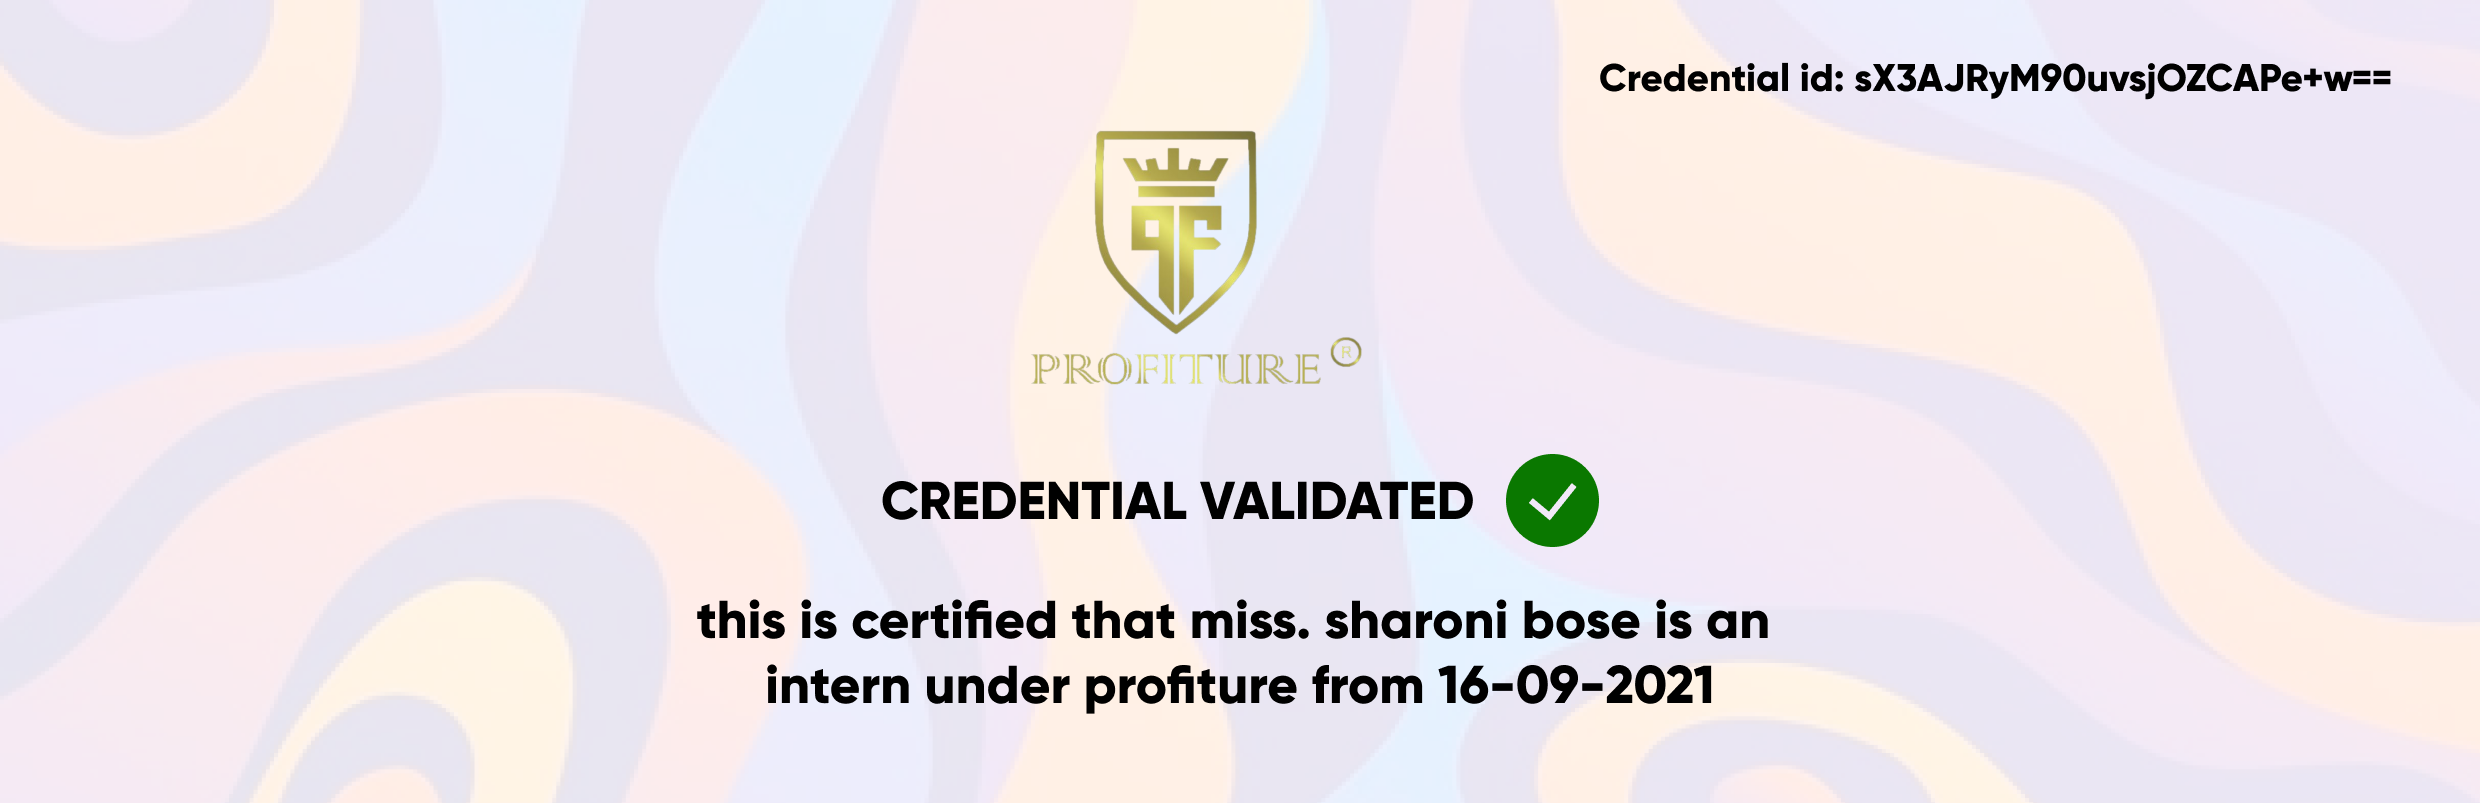 Credential id: sX3AJRyM90uvsjOZCAPe+w==
PF
PROFITURE ®
CREDENTIAL VALIDATED
this is certified that miss. sharoni bose is an
intern under profiture from 16-09-2021